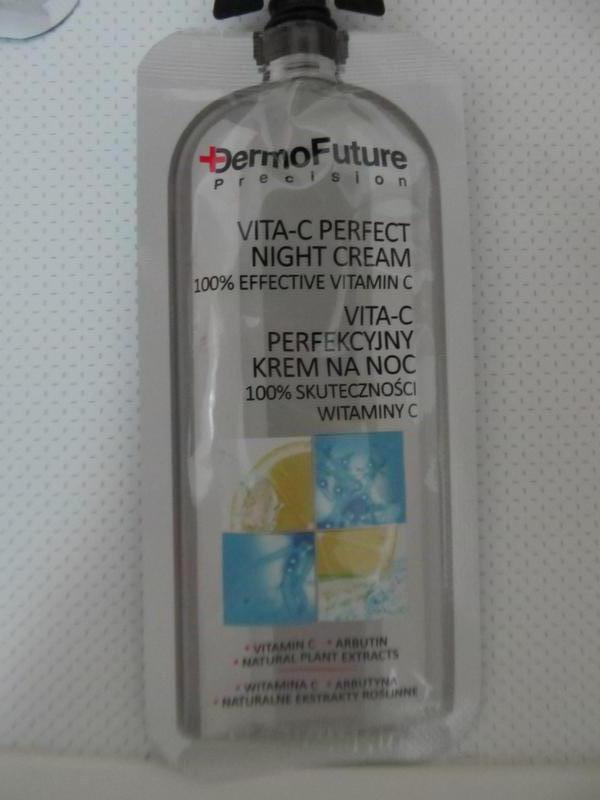 DermoFuture
Precision
VITA-C PERFECT
NIGHT CREAM
100% EFFECTIVE VITAMIN C
VITA-C
PERFEKCYJNY
KREM NA NOC
100% SKUTECZNOŚCI
WITAMINY C
• VITAMIN C • ARBUTIN
• NATURAL PLANT EXTRACTS
• WITAMINA C • ARBUTYNA
• NATURALNE EKSTRAKTY ROŚLINNE